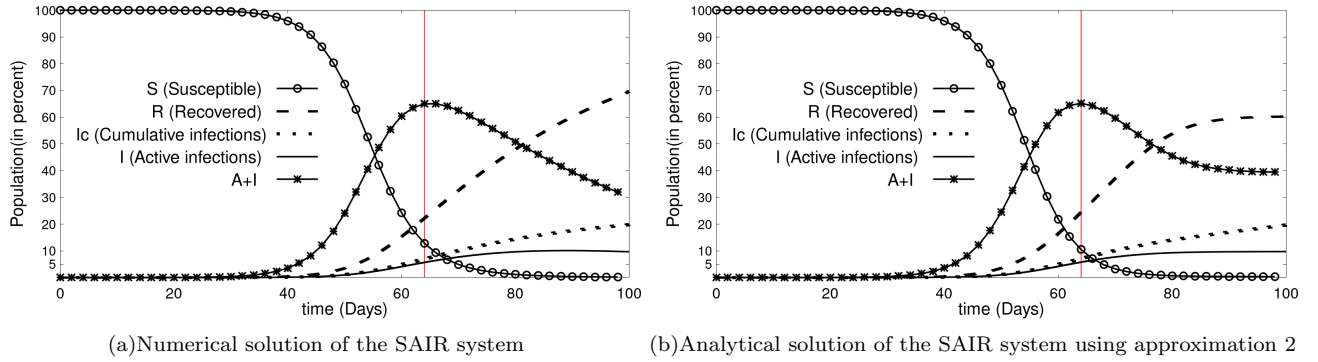 100
90
80
70
60
50
40
30
20
10
5
0
Population(in percent)
S (Susceptible)
R (Recovered)
Ic (Cumulative infections)
I (Active infections)
A+I
0 20 40 60 80 100
time (Days)
(a)Numerical solution of the SAIR system
100
90
80
70
60
50
40
30
20
10
5
0
Population(in percent)
S (Susceptible)
R (Recovered)
Ic (Cumulative infections)
I (Active infections)
A+I
0 20 40 60 80 100
time (Days)
(b)Analytical solution of the SAIR system using approximation 2